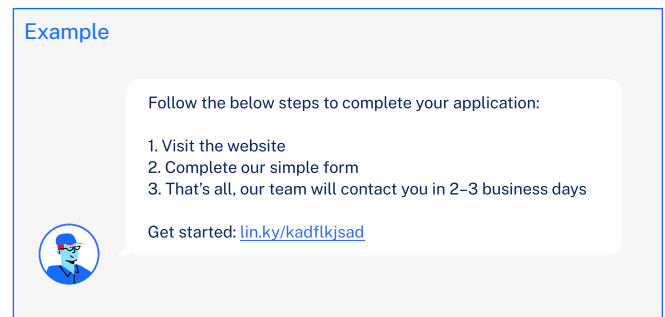 Example
Follow the below steps to complete your application:
1. Visit the website
2. Complete our simple form
3. That’s all, our team will contact you in 2–3 business days
Get started: lin.ky/kadflkjsad